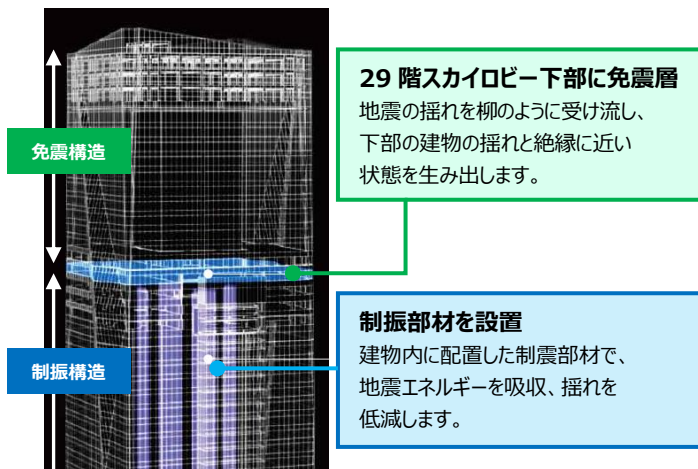 29 階スカイロビー下部に免震層
地震の揺れを柳のように受け流し、
下部の建物の揺れと絶縁に近い
状態を生み出します。
免震構造
制振部材を設置
建物内に配置した制震部材で、
地震エネルギーを吸収、揺れを
低減します。
制振構造